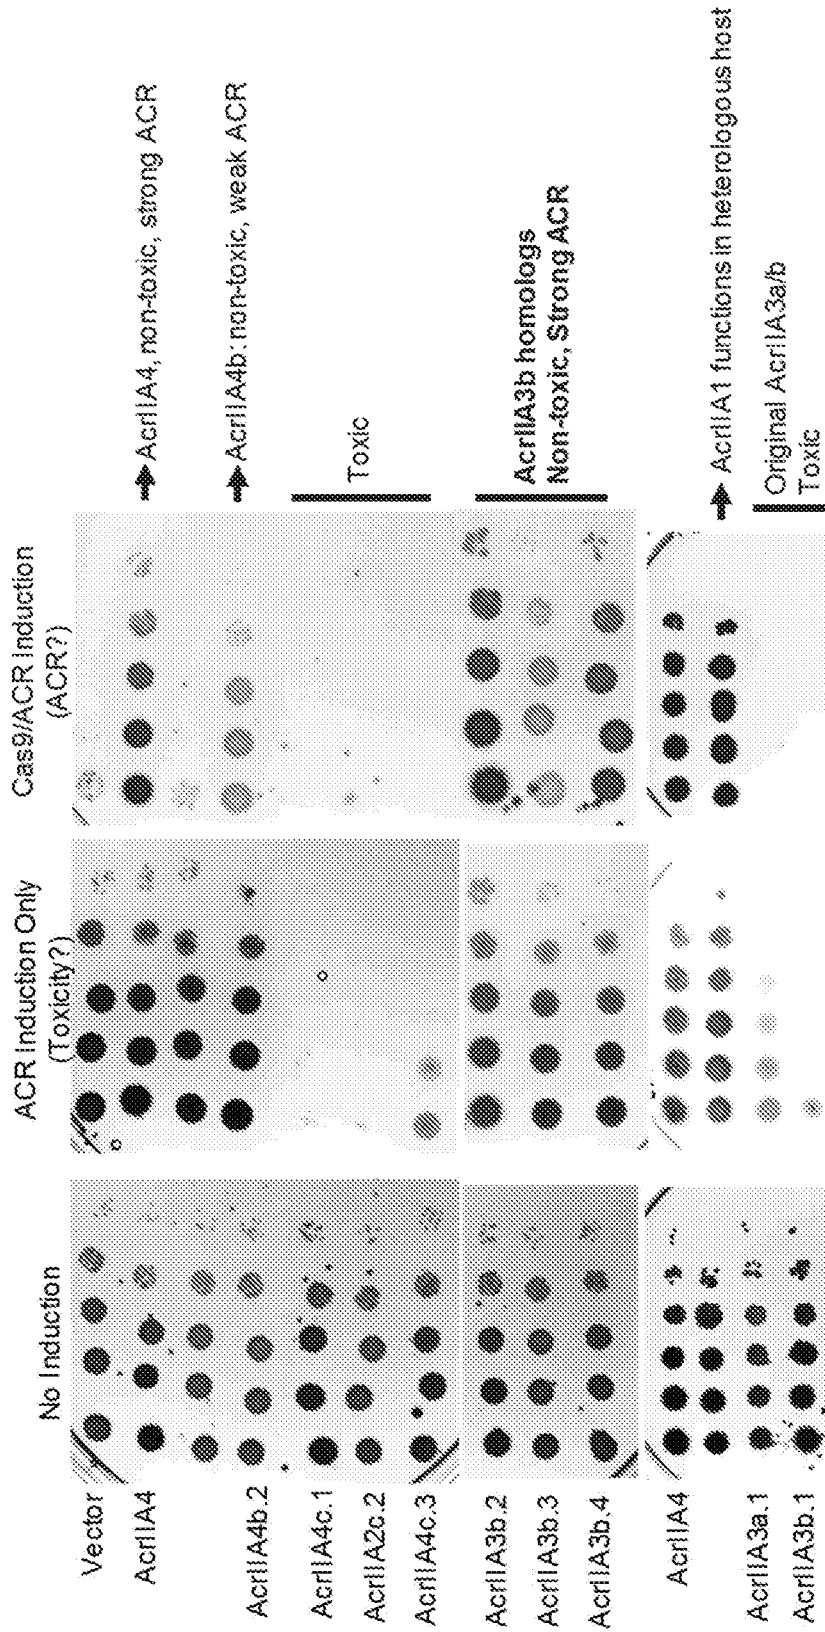 No Induction
ACR Induction Only
(Toxicity?)
Cas9/ACR Induction
(ACR?)
Vector
AcrIIA4
AcrIIA4b.2
AcrIIA4c.1
AcrIIA2c.2
AcrIIA4c.3
AcrIIA3b.2
AcrIIA3b.3
AcrIIA3b.4
AcrIIA4
AcrIIA3a.1
AcrIIA3b.1
AcrIIA4, non-toxic, strong ACR
AcrIIA4b: non-toxic, weak ACR
Toxic
AcrIIA3b homologs
Non-toxic, Strong ACR
AcrIIA1 functions in heterologous host
Original AcrIIA3a/b
Toxic